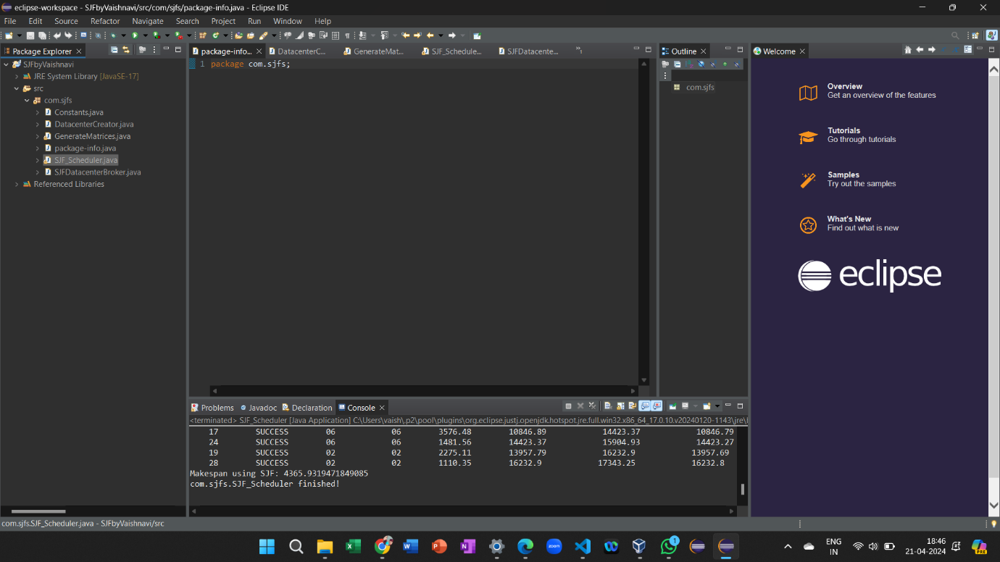 eclipse-workspace - SJFbyVaishnavi/src/com/sjfs/package-info.java - Eclipse IDE
File Edit Source Refactor Navigate Search Project Run Window Help
Package Explorer
SJFbyVaishnavi
JRE System Library [JavaSE-17]
src
com.sjfs
Constants.java
DatacenterCreator.java
GenerateMatrices.java
package-info.java
SJF_Scheduler.java
SJFDatacenterBroker.java
Referenced Libraries
package-info... DatacenterC... GenerateMat... SJF_Schedule... SJFDatacente... »1
1 package com.sjfs;
Outline
com.sjfs
Welcome
Overview
Get an overview of the features
Tutorials
Go through tutorials
Samples
Try out the samples
What's New
Find out what is new
eclipse
Problems Javadoc Declaration Console
<terminated> SJF_Scheduler [Java Application] C:\Users\vaish\.p2\pool\plugins\org.eclipse.justj.openjdk.hotspot.jre.full.win32.x86_64_17.0.10.v20240120-1143\jre\
17 SUCCESS 06 06 3576.48 10846.89 14423.37 10846.79
24 SUCCESS 06 06 1481.56 14423.37 15904.93 14423.27
19 SUCCESS 02 02 2275.11 13957.79 16232.9 13957.69
28 SUCCESS 02 02 1110.35 16232.9 17343.25 16232.8
Makespan using SJF: 4365.9319471849085
com.sjfs.SJF_Scheduler finished!
com.sjfs.SJF_Scheduler.java - SJFbyVaishnavi/src
zoom
1
ENG
IN
18:46
21-04-2024
PRE